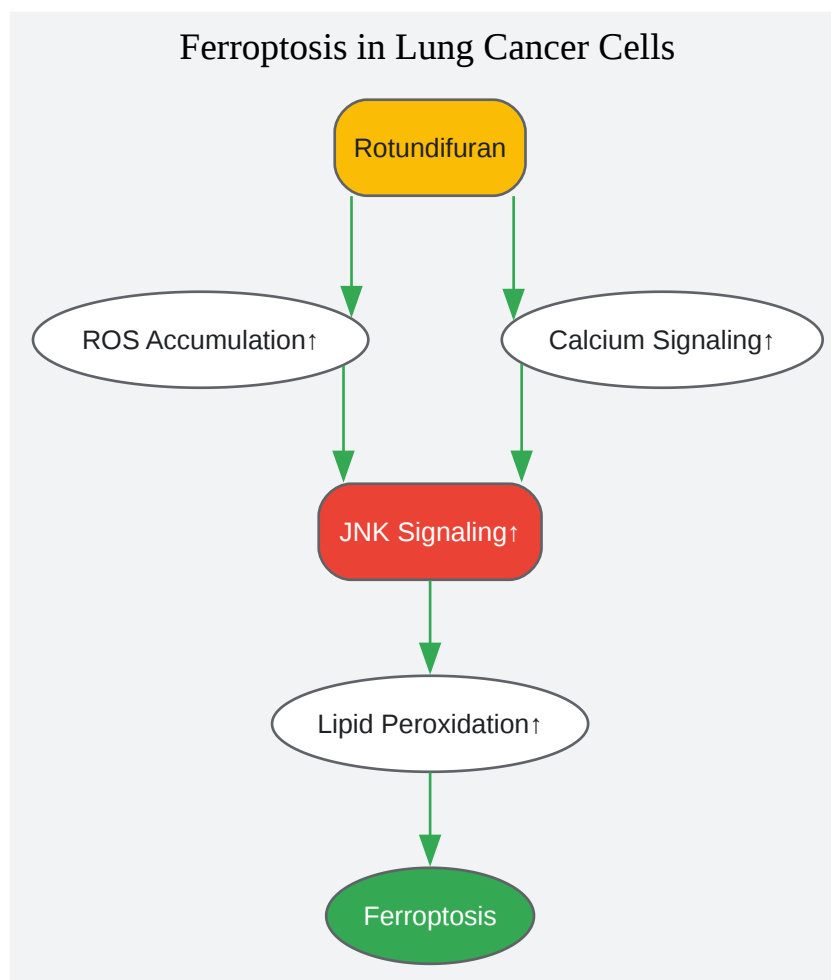 Ferroptosis in Lung Cancer Cells
Rotundifuran
ROS Accumulation↑
Calcium Signaling↑
JNK Signaling↑
Lipid Peroxidation↑
Ferroptosis